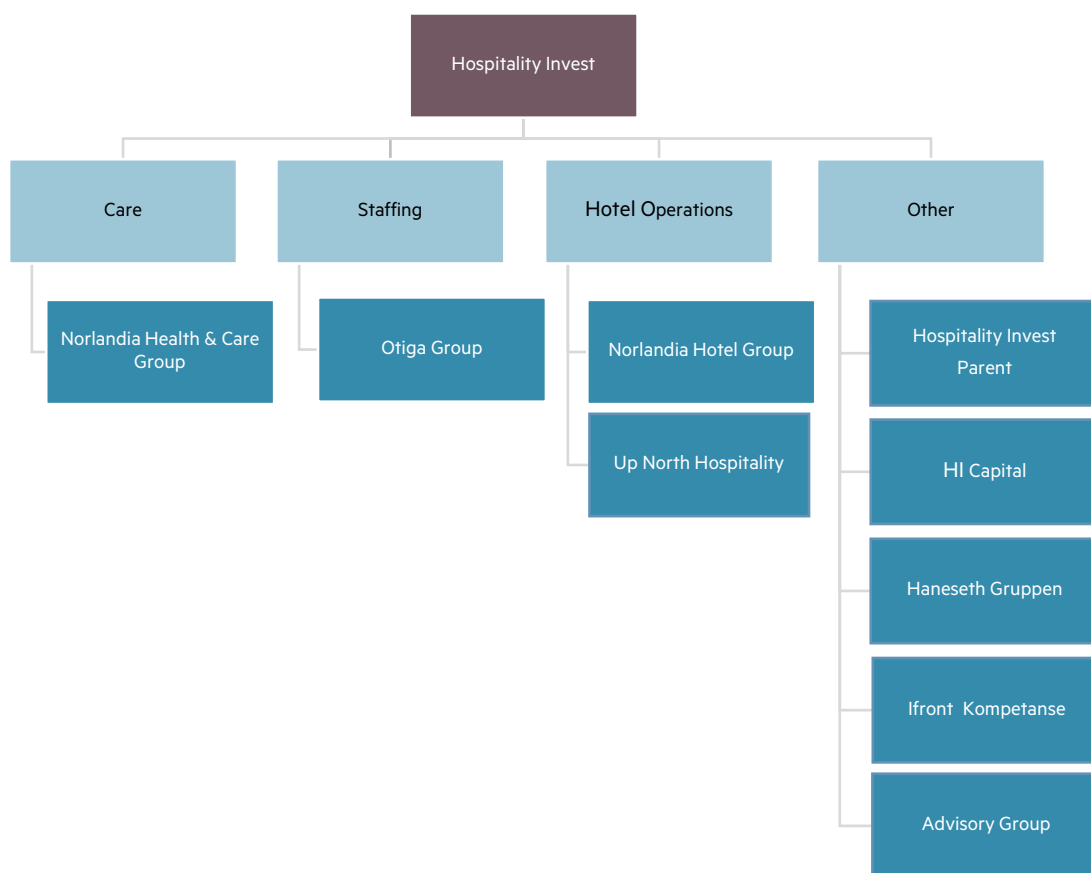 Hospitality Invest
Care
Staffing
Hotel Operations
Other
Norlandia Health & Care
Group
Otiga Group
Norlandia Hotel Group
Up North Hospitality
Hospitality Invest
Parent
HI Capital
Haneseth Gruppen
Ifront  Kompetanse
Advisory Group